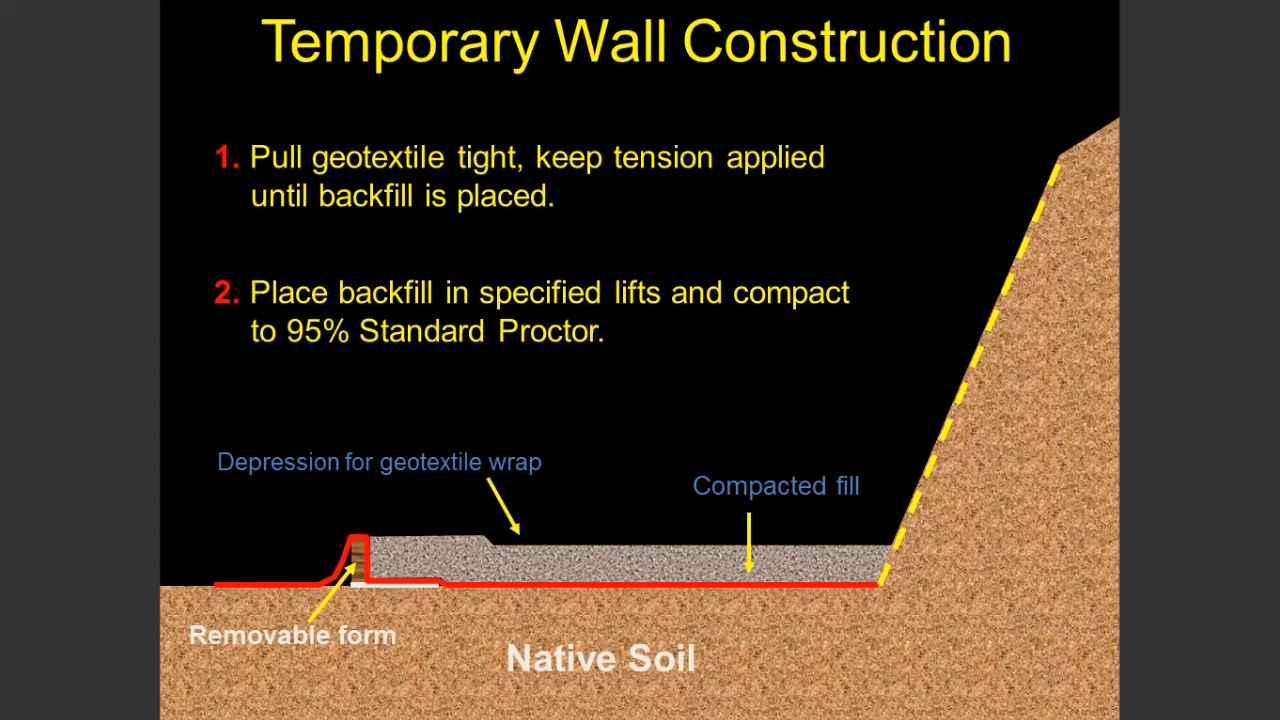 Temporary Wall Construction
1. Pull geotextile tight, keep tension applied
until backfill is placed.
2. Place backfill in specified lifts and compact
to 95% Standard Proctor.
Depression for geotextile wrap
Compacted fill
Removable form
Native Soil